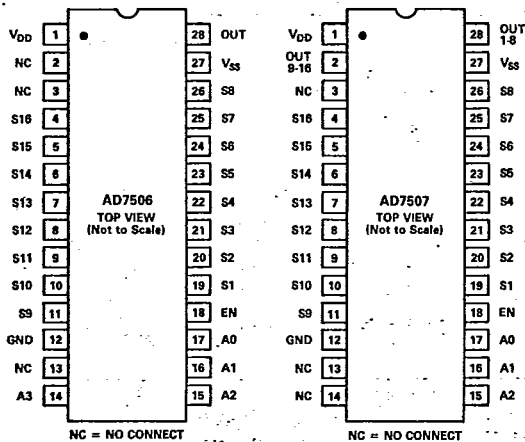 VDD 1 28 OUT
NC 2 27 VSS
NC 3 26 S8
S16 4 25 S7
S15 5 24 S6
S14 6 23 S5
S13 7 22 S4
S12 8 21 S3
S11 9 20 S2
S10 10 19 S1
S9 11 18 EN
GND 12 17 A0
NC 13 16 A1
A3 14 15 A2
AD7506
TOP VIEW
(Not to Scale)
NC = NO CONNECT
VDD 1 28 OUT 1-8
OUT 9-16 2 27 VSS
NC 3 26 S8
S16 4 25 S7
S15 5 24 S6
S14 6 23 S5
S13 7 22 S4
S12 8 21 S3
S11 9 20 S2
S10 10 19 S1
S9 11 18 EN
GND 12 17 A0
NC 13 16 A1
NC 14 15 A2
AD7507
TOP VIEW
(Not to Scale)
NC = NO CONNECT